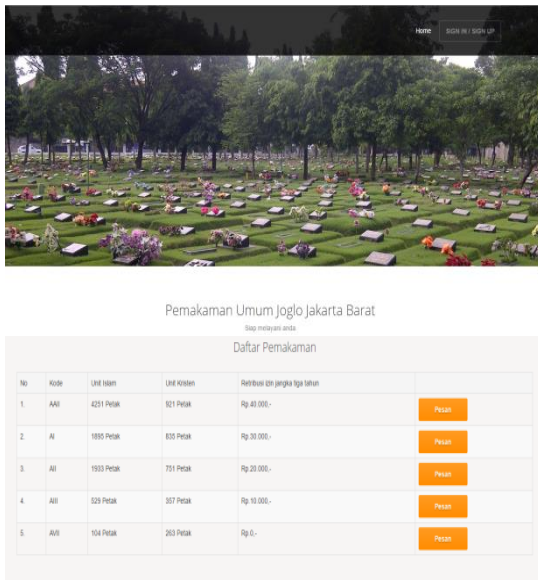 Home SIGN IN / SIGN UP
Pemakaman Umum Joglo Jakarta Barat
Siap melayani anda
Daftar Pemakaman
No Kode Unit Islam Unit Kristen Retribusi izin jangka tiga tahun
1. AAII 4251 Petak 921 Petak Rp.40.000,- Pesan
2. AI 1895 Petak 835 Petak Rp.30.000,- Pesan
3. AII 1933 Petak 751 Petak Rp.20.000,- Pesan
4. AIII 529 Petak 357 Petak Rp.10.000,- Pesan
5. AVII 104 Petak 263 Petak Rp.0,- Pesan